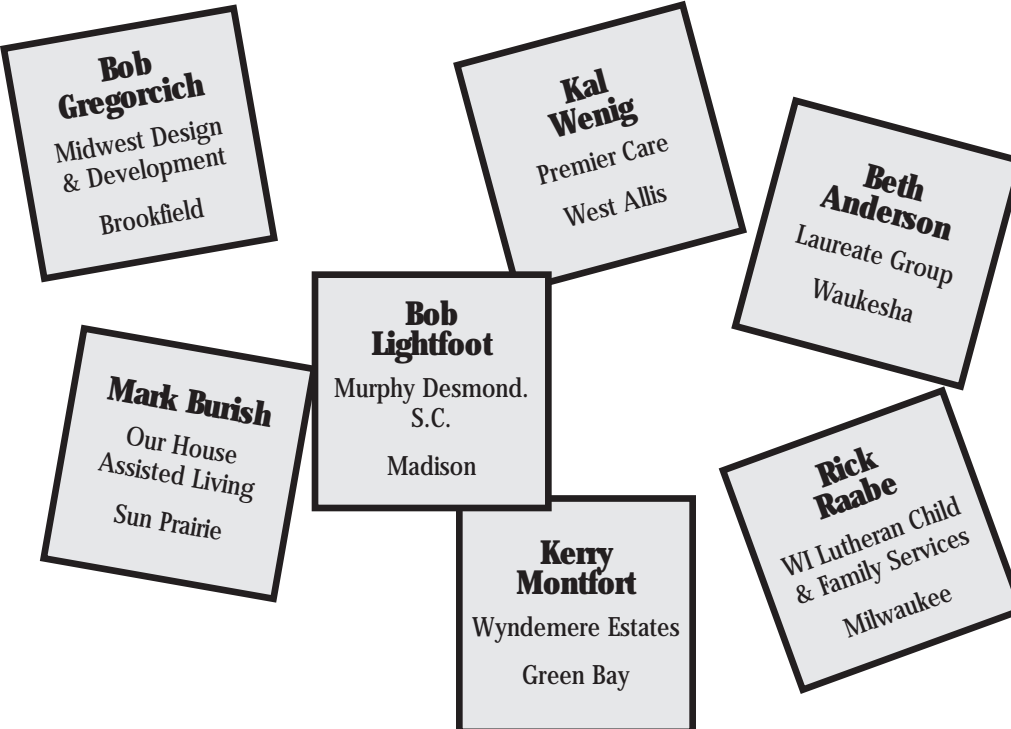 Bob
Gregorcich
Midwest Design
& Development
Brookfield
Kal
Wenig
Premier Care
West Allis
Beth
Anderson
Laureate Group
Waukesha
Bob
Lightfoot
Murphy Desmond.
S.C.
Madison
Mark Burish
Our House
Assisted Living
Sun Prairie
Rick
Raabe
WI Lutheran Child
& Family Services
Milwaukee
Kerry
Montfort
Wyndemere Estates
Green Bay